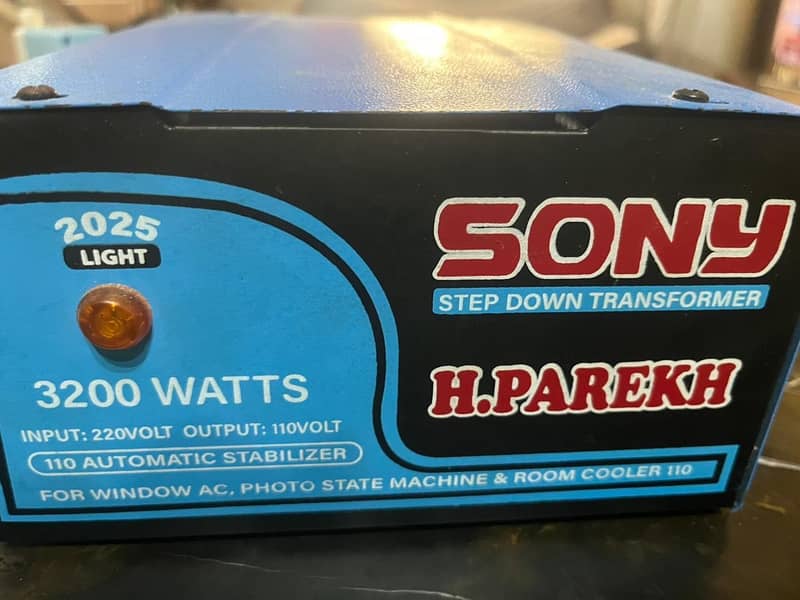 2025
LIGHT
3200 WATTS
INPUT: 220VOLT OUTPUT: 110VOLT
110 AUTOMATIC STABILIZER
FOR WINDOW AC, PHOTO STATE MACHINE & ROOM COOLER 110
SONY
STEP DOWN TRANSFORMER
H.PAREKH